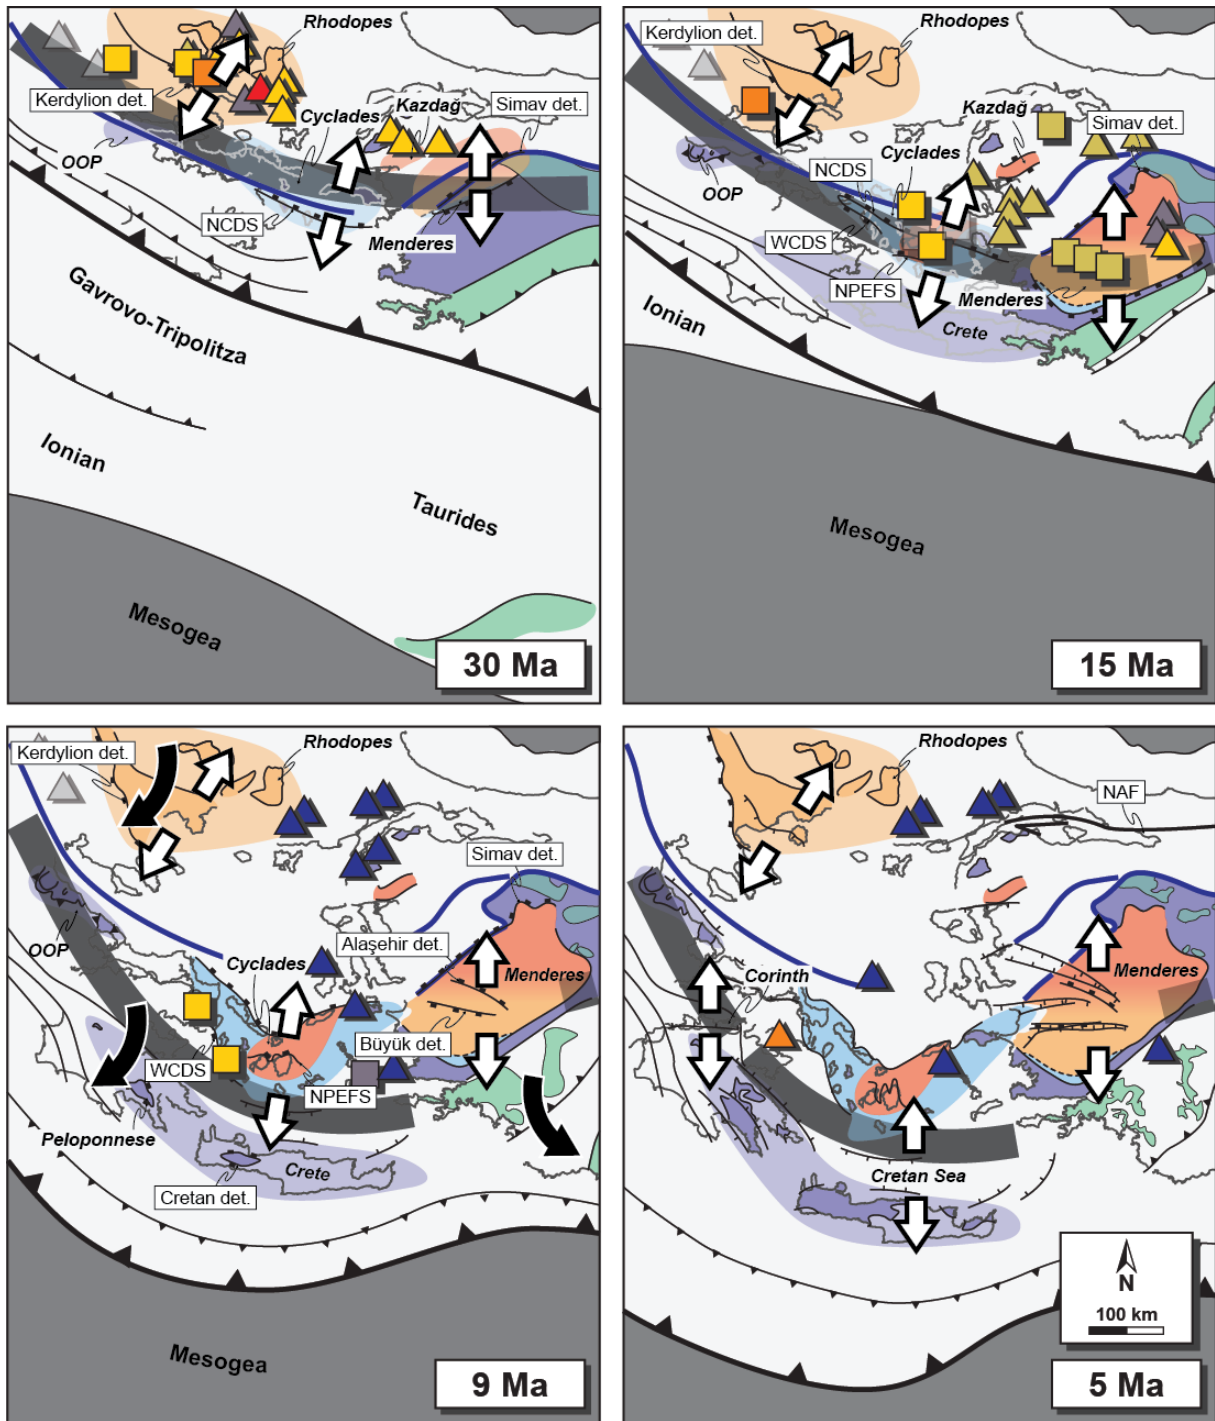 Rhodopes
Kerdylion det.
Cyclades
Kazdağ
Simav det.
OOP
NCDS
Menderes
Gavrovo-Tripolitza
Ionian
Taurides
Mesogea
30 Ma
Rhodopes
Kerdylion det.
Kazdağ
Simav det.
Cyclades
NCDS
OOP
WCDS
NPEFS
Menderes
Ionian
Crete
Mesogea
15 Ma
Rhodopes
Kerdylion det.
Simav det.
OOP
Alaşehir det.
Cyclades
Menderes
Büyük det.
WCDS
NPEFS
Peloponnese
Crete
Cretan det.
Mesogea
9 Ma
Rhodopes
NAF
Corinth
Menderes
Cretan Sea
N
100 km
5 Ma